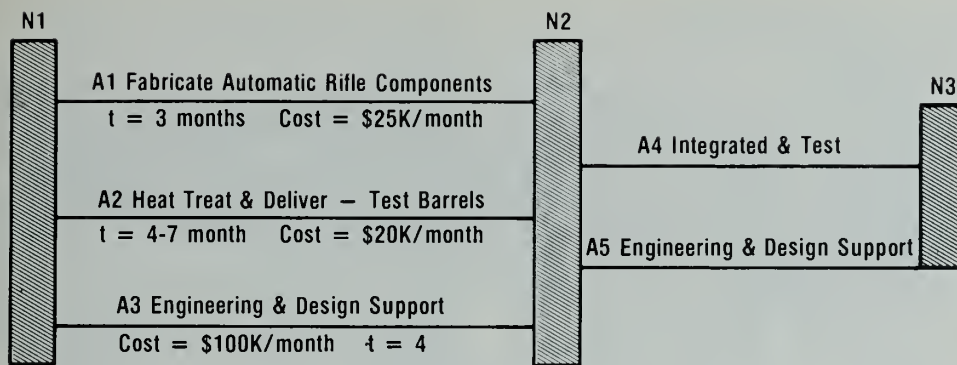 N1
N2
N3
A1 Fabricate Automatic Rifle Components
t = 3 months Cost = $25K/month
A4 Integrated & Test
A2 Heat Treat & Deliver — Test Barrels
t = 4-7 month Cost = $20K/month
A5 Engineering & Design Support
A3 Engineering & Design Support
Cost = $100K/month t = 4